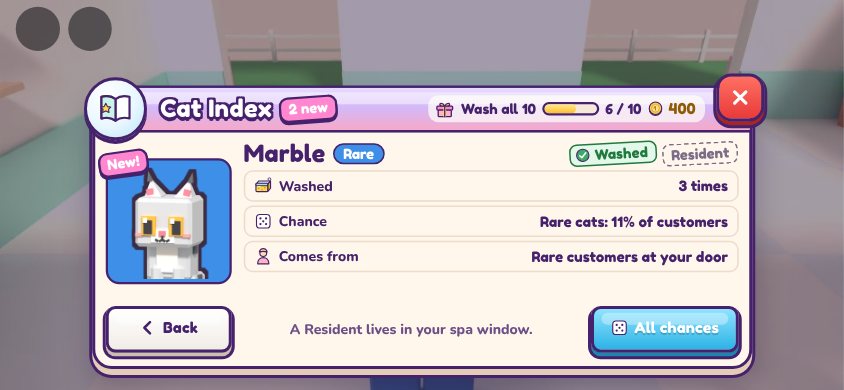 Cat Index
2 new
Wash all 10
6 / 10
400
New!
Marble
Rare
Washed
Resident
Washed
3 times
Chance
Rare cats: 11% of customers
Comes from
Rare customers at your door
Back
A Resident lives in your spa window.
All chances